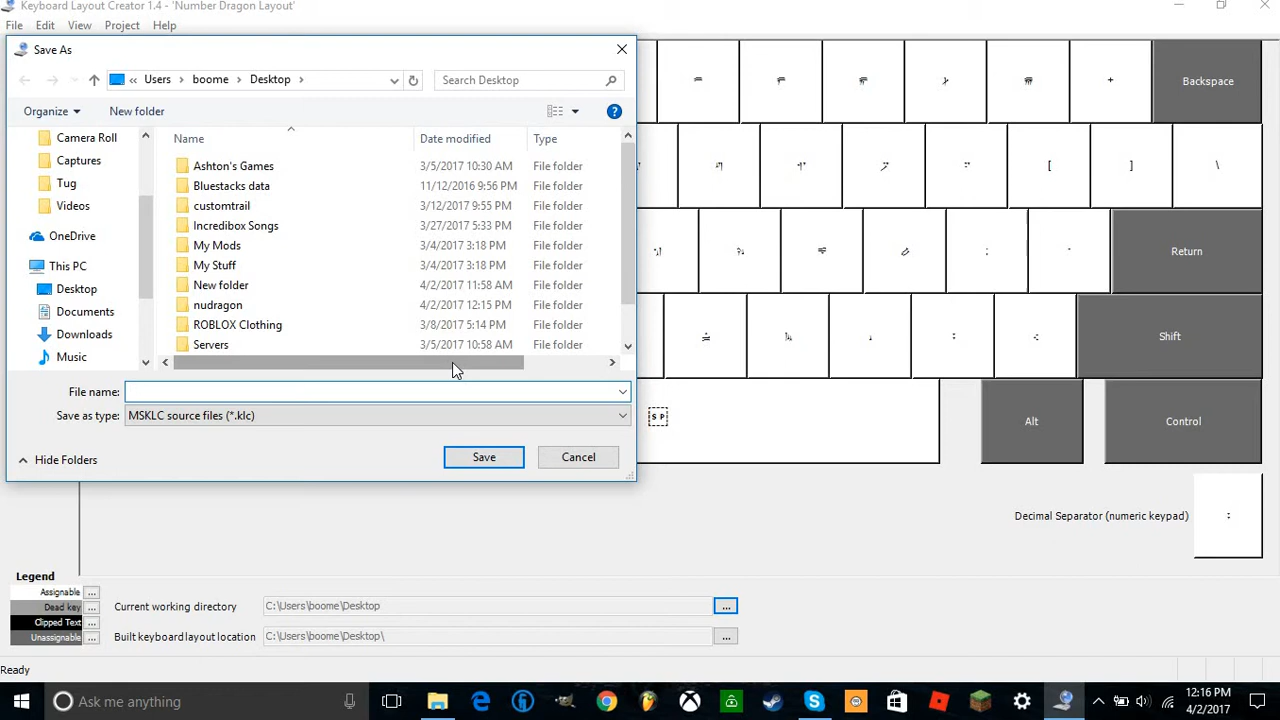 Keyboard Layout Creator 1.4 - 'Number Dragon Layout'
File Edit View Project Help
Save As
« Users > boome > Desktop >
Search Desktop
Organize New folder
Camera Roll
Captures
Tug
Videos
OneDrive
This PC
Desktop
Documents
Downloads
Music
Name Date modified Type
Ashton's Games 3/5/2017 10:30 AM File folder
Bluestacks data 11/12/2016 9:56 PM File folder
customtrail 3/12/2017 9:55 PM File folder
Incredibox Songs 3/27/2017 5:33 PM File folder
My Mods 3/4/2017 3:18 PM File folder
My Stuff 3/4/2017 3:18 PM File folder
New folder 4/2/2017 11:58 AM File folder
nudragon 4/2/2017 12:15 PM File folder
ROBLOX Clothing 3/8/2017 5:14 PM File folder
Servers 3/5/2017 10:58 AM File folder
File name:
Save as type: MSKLC source files (*.klc)
Hide Folders
Save Cancel
+ Backspace
[ ] \
Return
Shift
SP Alt Control
Decimal Separator (numeric keypad)
Legend
Assignable ...
Dead key ...
Clipped Text ...
Unassignable ...
Current working directory C:\Users\boome\Desktop ...
Built keyboard layout location C:\Users\boome\Desktop\ ...
Ready
Ask me anything
12:16 PM
4/2/2017